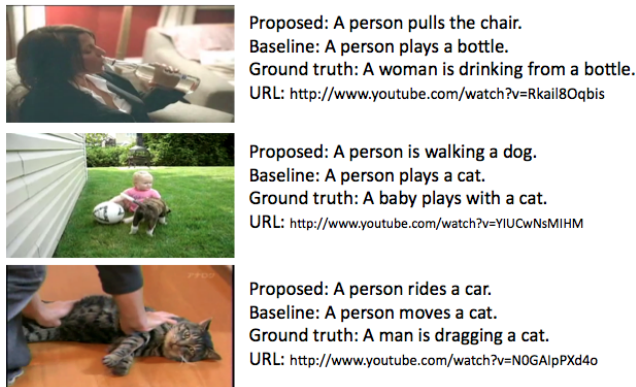 Proposed: A person pulls the chair.
Baseline: A person plays a bottle.
Ground truth: A woman is drinking from a bottle.
URL: http://www.youtube.com/watch?v=Rkail8Oqbis
Proposed: A person is walking a dog.
Baseline: A person plays a cat.
Ground truth: A baby plays with a cat.
URL: http://www.youtube.com/watch?v=YlUCwNsMlHM
Proposed: A person rides a car.
Baseline: A person moves a cat.
Ground truth: A man is dragging a cat.
URL: http://www.youtube.com/watch?v=N0GAlpPXd4o